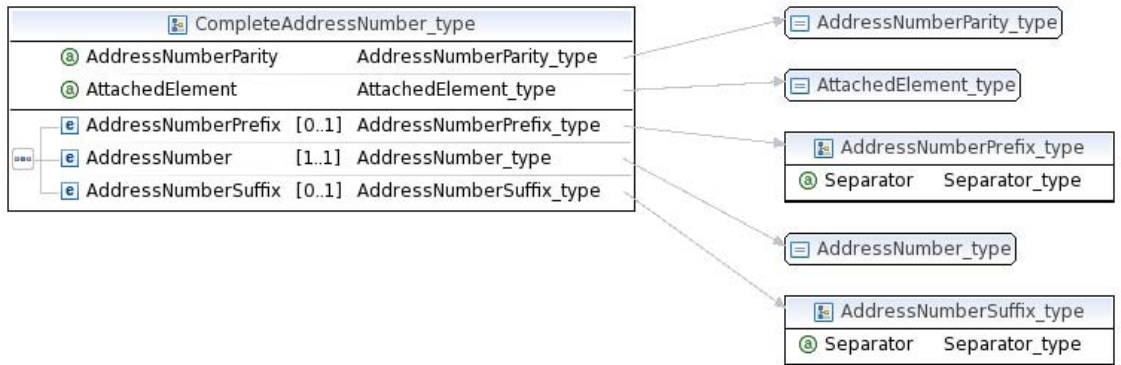 CompleteAddressNumber_type
a AddressNumberParity AddressNumberParity_type
a AttachedElement AttachedElement_type
e AddressNumberPrefix [0..1] AddressNumberPrefix_type
e AddressNumber [1..1] AddressNumber_type
e AddressNumberSuffix [0..1] AddressNumberSuffix_type
AddressNumberParity_type
AttachedElement_type
AddressNumberPrefix_type
a Separator Separator_type
AddressNumber_type
AddressNumberSuffix_type
a Separator Separator_type